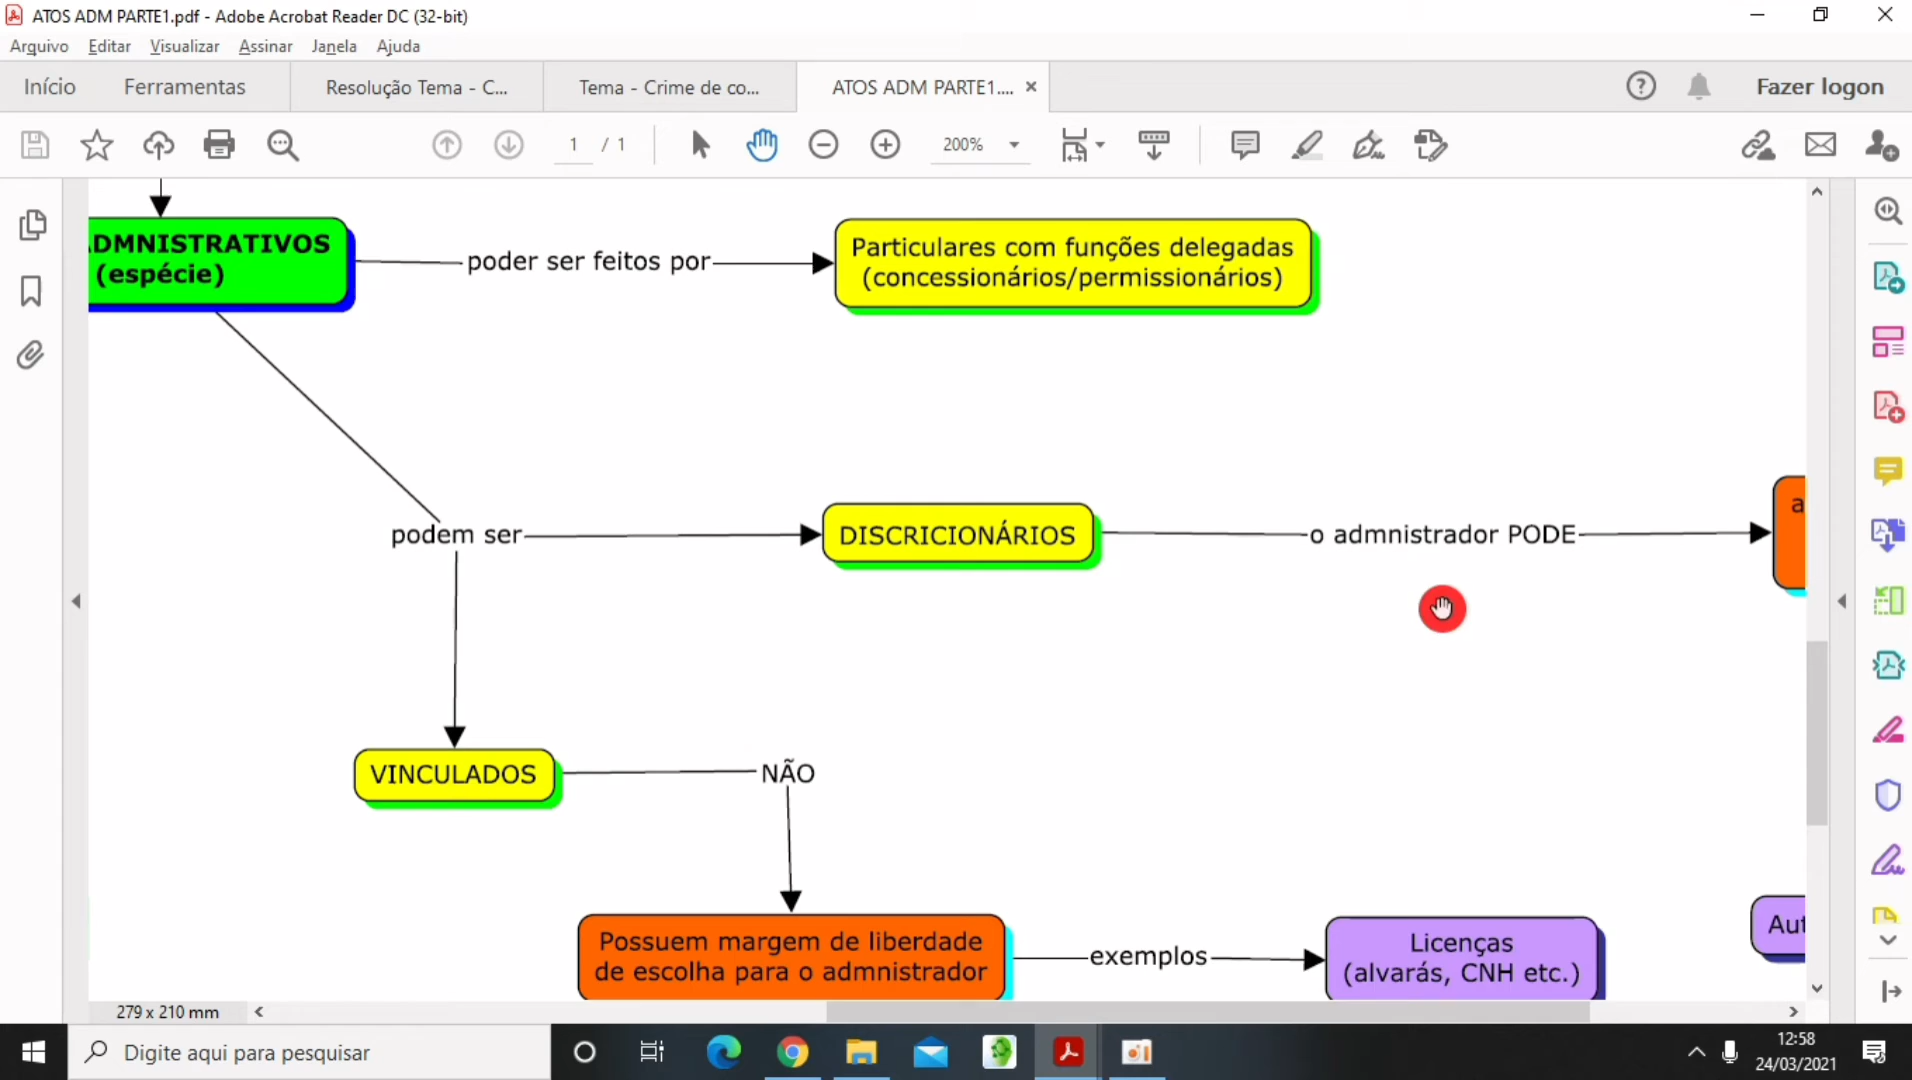 ATOS ADM PARTE1.pdf - Adobe Acrobat Reader DC (32-bit)
Arquivo Editar Visualizar Assinar Janela Ajuda
Início Ferramentas Resolução Tema - C... Tema - Crime de co... ATOS ADM PARTE1.... × Fazer logon
1 / 1 200%
ADMNISTRATIVOS
(espécie)
poder ser feitos por
Particulares com funções delegadas
(concessionários/permissionários)
podem ser
DISCRICIONÁRIOS
o admnistrador PODE
a
VINCULADOS
NÃO
Possuem margem de liberdade
de escolha para o admnistrador
exemplos
Licenças
(alvarás, CNH etc.)
Aut
279 x 210 mm
Digite aqui para pesquisar
12:58
24/03/2021